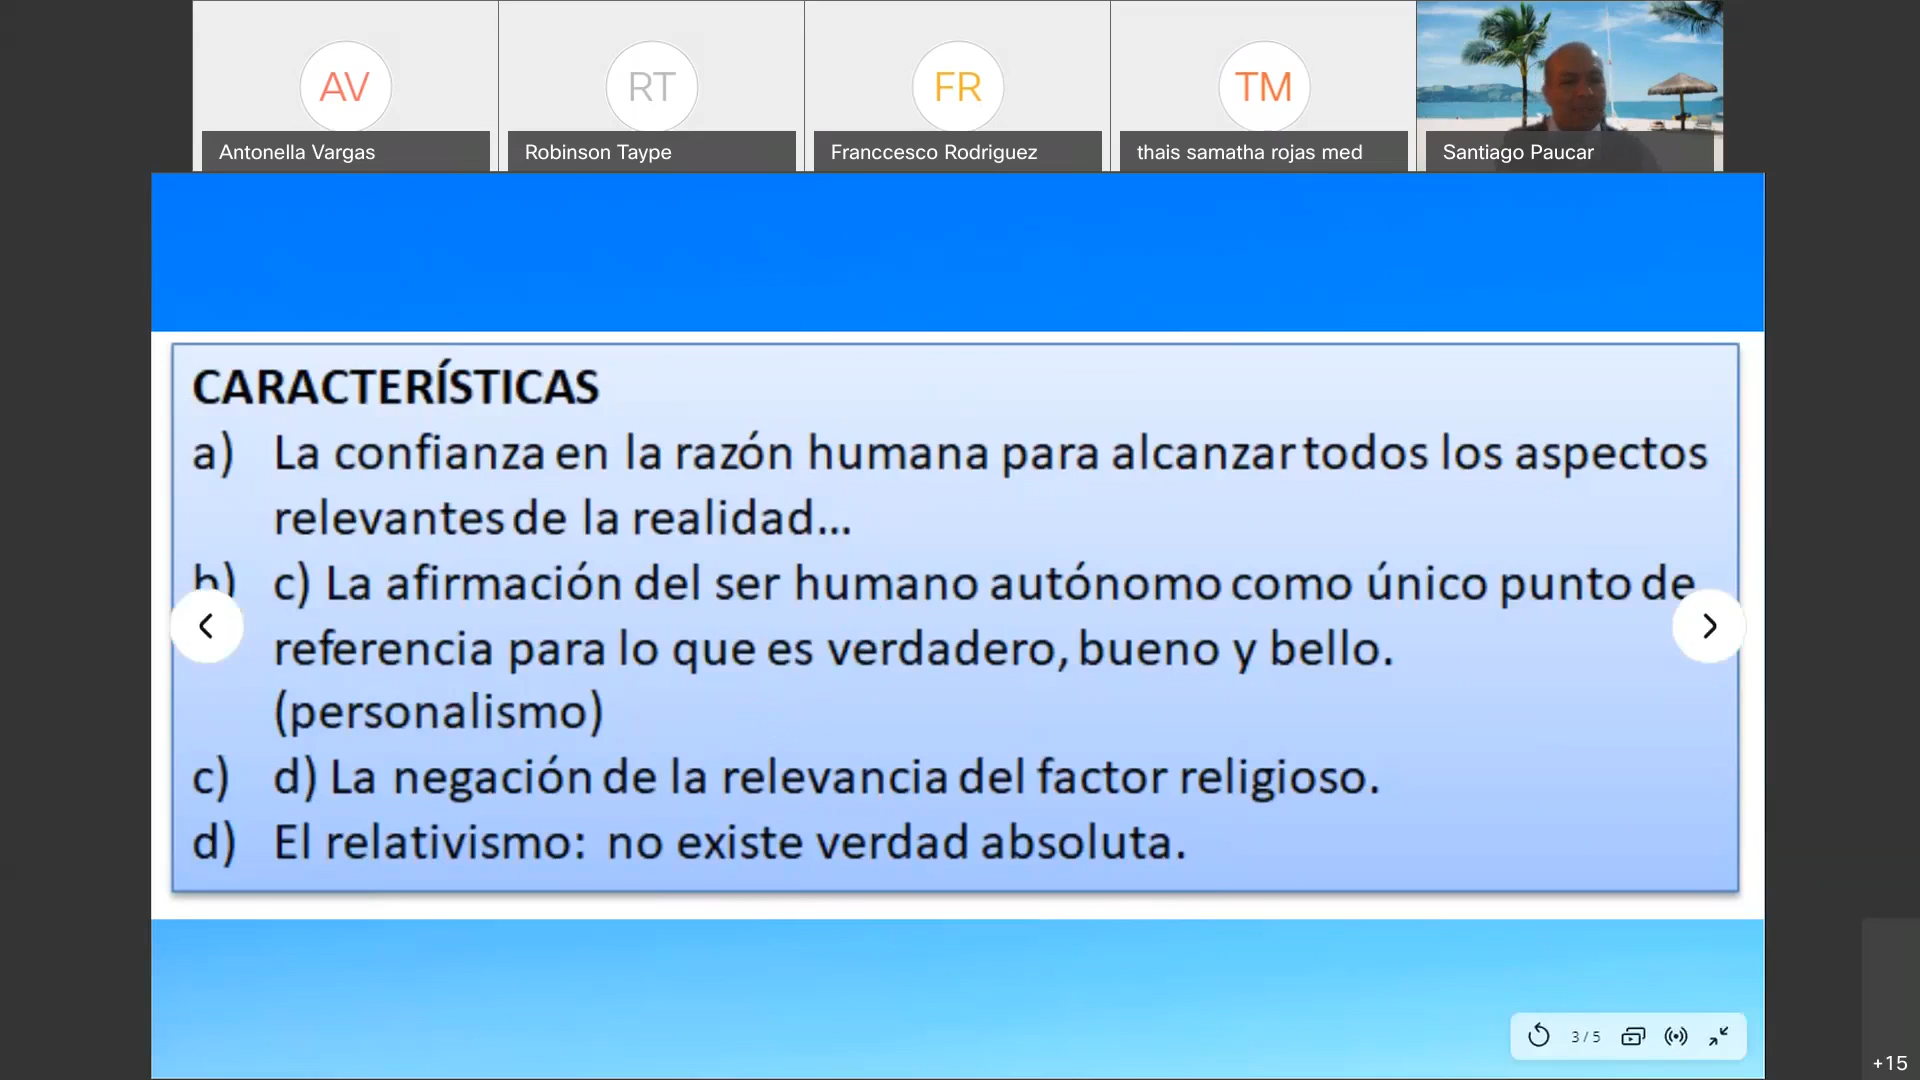 AV
RT
FR
TM
Antonella Vargas
Robinson Taype
Franccesco Rodriguez
thais samatha rojas med
Santiago Paucar
CARACTERÍSTICAS
a) La confianza en la razón humana para alcanzar todos los aspectos
relevantes de la realidad...
b) c) La afirmación del ser humano autónomo como único punto de
referencia para lo que es verdadero, bueno y bello.
(personalismo)
c) d) La negación de la relevancia del factor religioso.
d) El relativismo: no existe verdad absoluta.
3/5
+15